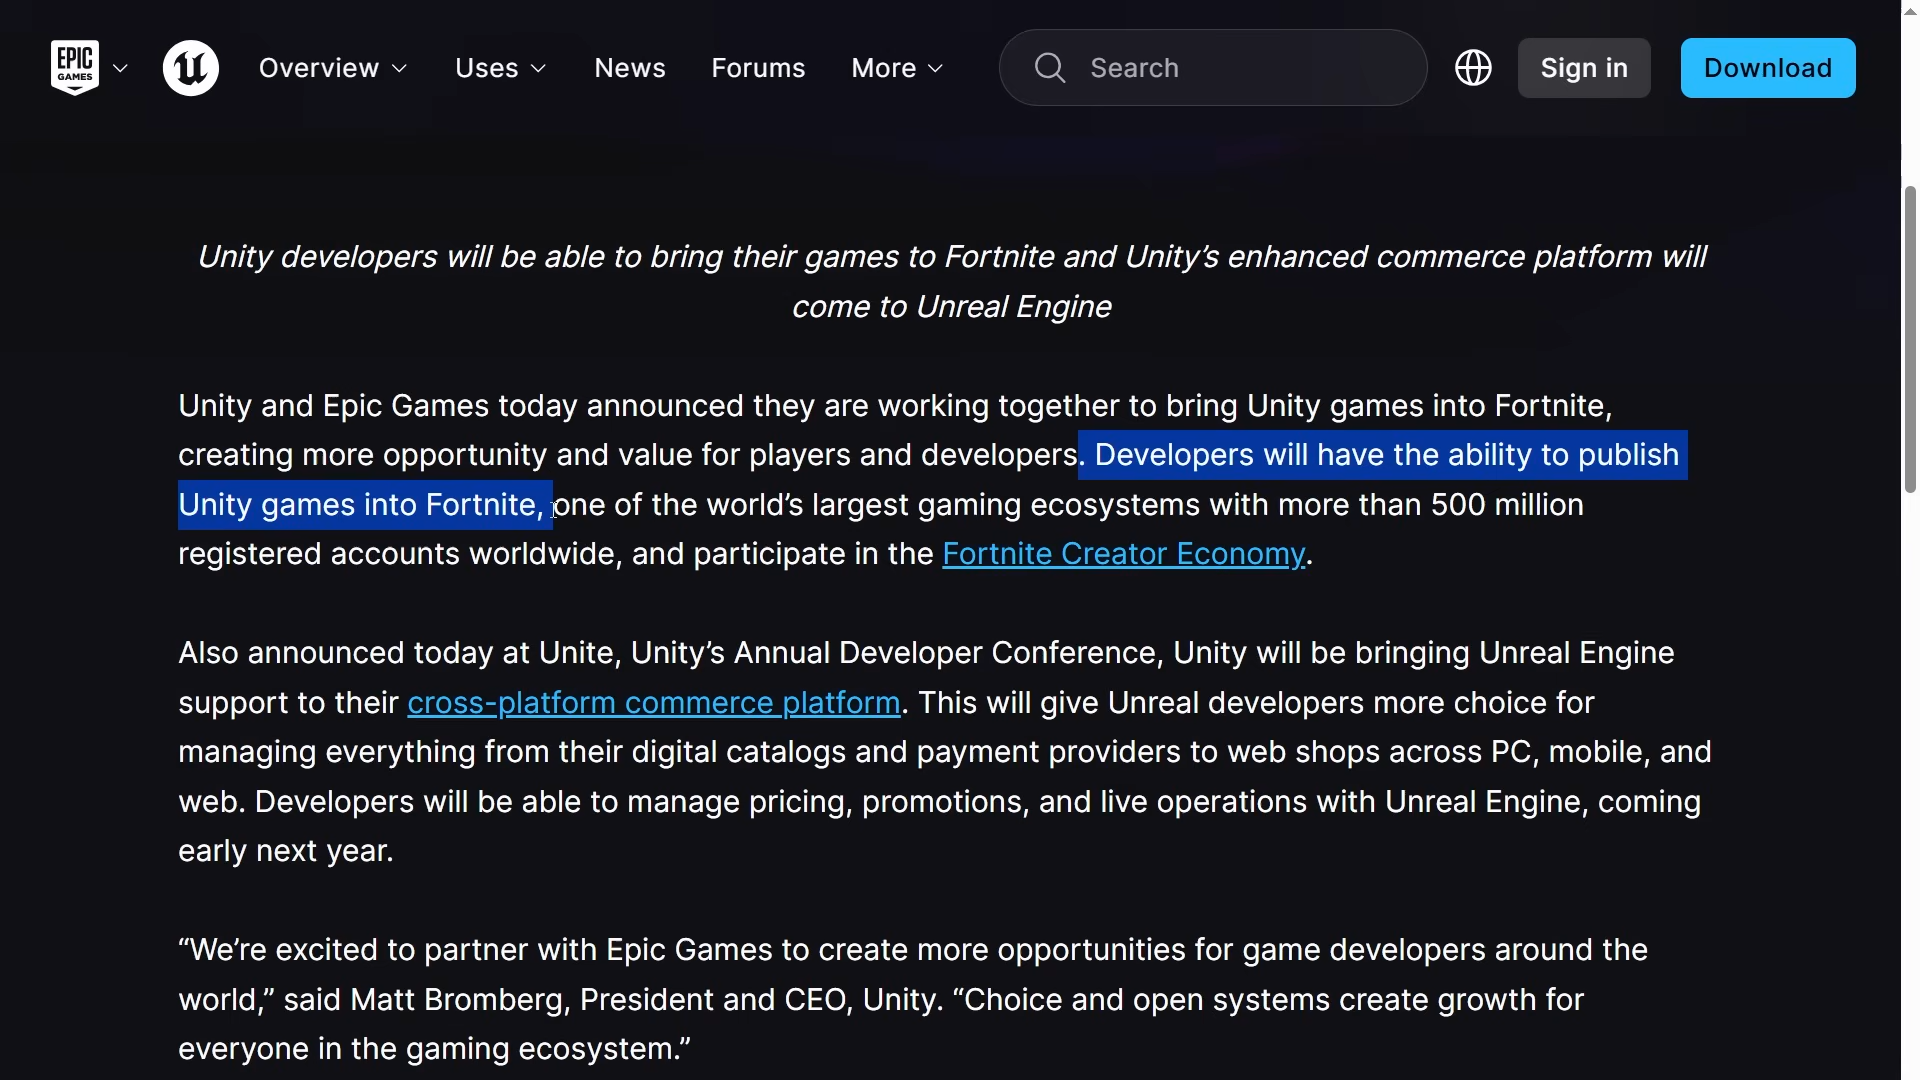 EPIC
GAMES
Overview
Uses
News
Forums
More
Search
Sign in
Download
Unity developers will be able to bring their games to Fortnite and Unity’s enhanced commerce platform will
come to Unreal Engine
Unity and Epic Games today announced they are working together to bring Unity games into Fortnite,
creating more opportunity and value for players and developers. Developers will have the ability to publish
Unity games into Fortnite, one of the world’s largest gaming ecosystems with more than 500 million
registered accounts worldwide, and participate in the Fortnite Creator Economy.
Also announced today at Unite, Unity’s Annual Developer Conference, Unity will be bringing Unreal Engine
support to their cross-platform commerce platform. This will give Unreal developers more choice for
managing everything from their digital catalogs and payment providers to web shops across PC, mobile, and
web. Developers will be able to manage pricing, promotions, and live operations with Unreal Engine, coming
early next year.
“We’re excited to partner with Epic Games to create more opportunities for game developers around the
world,” said Matt Bromberg, President and CEO, Unity. “Choice and open systems create growth for
everyone in the gaming ecosystem.”